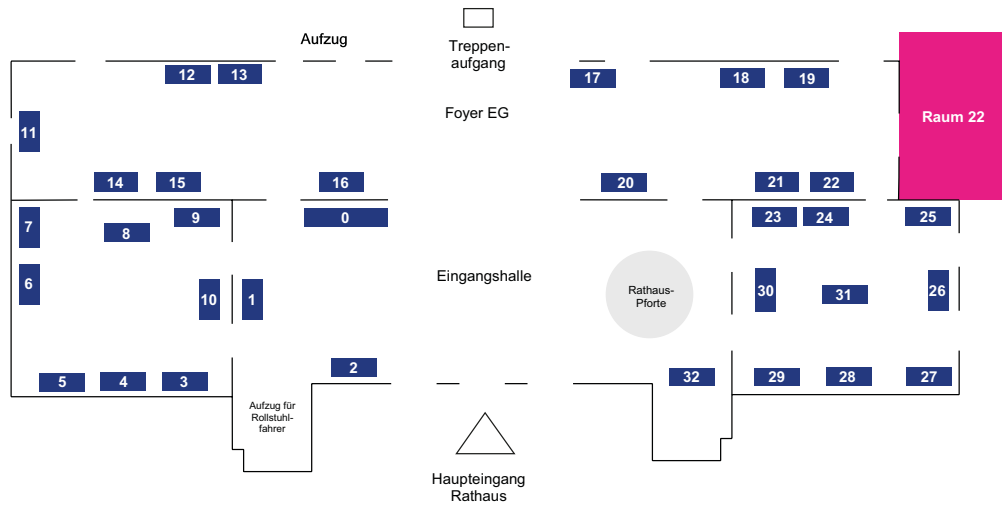 Aufzug
Treppen-
aufgang
12
13
17
18
19
Foyer EG
Raum 22
11
14
15
16
20
21
22
7
8
9
0
23
24
25
6
10
1
Eingangshalle
Rathaus-
Pforte
30
31
26
5
4
3
2
32
29
28
27
Aufzug für
Rollstuhl-
fahrer
Haupteingang
Rathaus